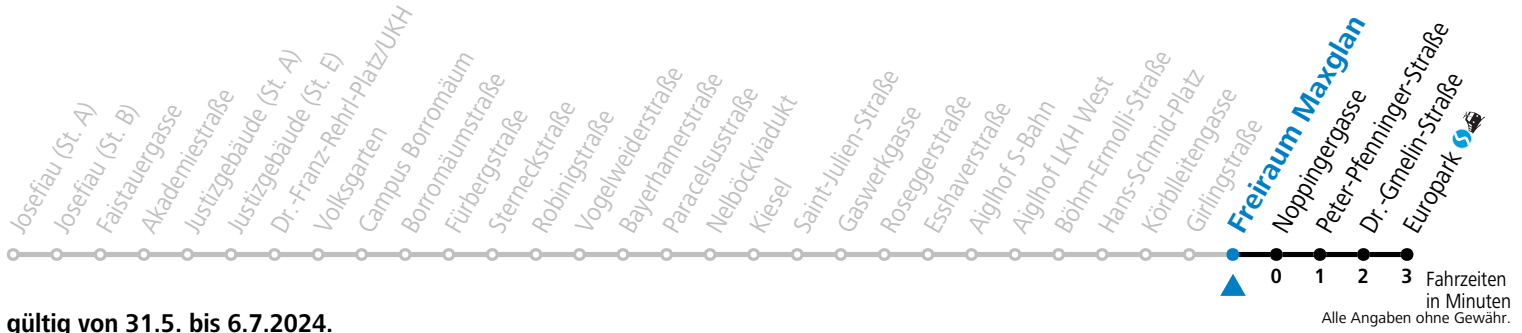 Josefiau (St. A)
Josefiau (St. B)
Faistauergasse
Akademiestraße
Justizgebäude (St. A)
Justizgebäude (St. E)
Dr.-Franz-Rehrl-Platz/UKH
Volksgarten
Campus Borromäum
Borromäumstraße
Fürbergstraße
Sterneckstraße
Robinigstraße
Vogelweiderstraße
Bayerhamerstraße
Paracelsusstraße
Nelböckviadukt
Kiesel
Saint-Julien-Straße
Gaswerkgasse
Roseggerstraße
Esshaverstraße
Aiglhof S-Bahn
Aiglhof LKH West
Böhm-Ermolli-Straße
Hans-Schmid-Platz
Körblleitengasse
Girlingstraße
Freiraum Maxglan
Noppingergasse
Peter-Pfenninger-Straße
Dr.-Gmelin-Straße
Europark
0 1 2 3 Fahrzeiten
in Minuten
Alle Angaben ohne Gewähr.
gültig von 31.5. bis 6.7.2024.